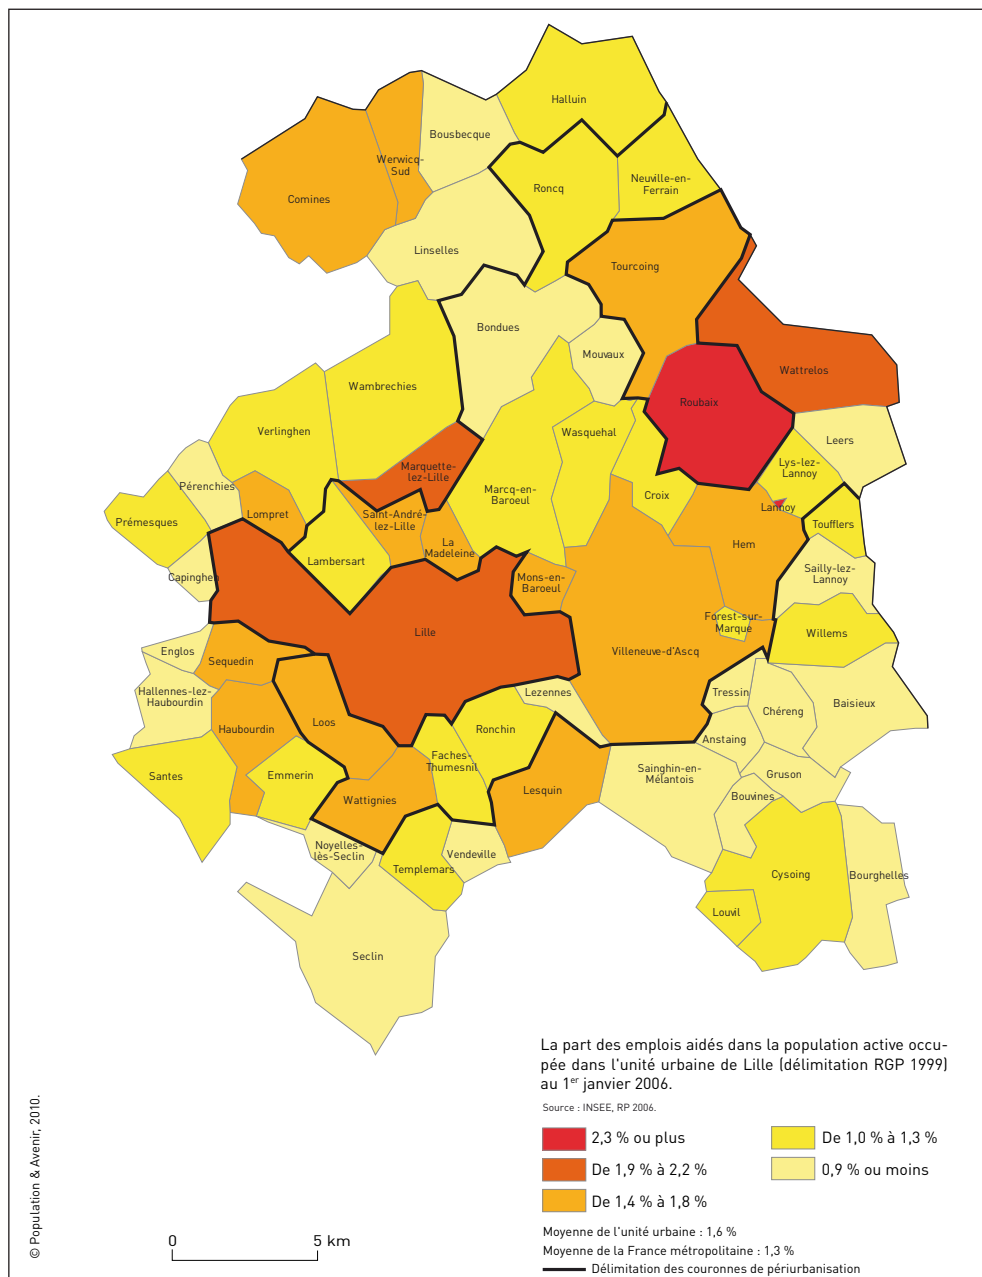 Halluin
Bousbecque
Werwicq-
Sud
Neuville-en-
Ferrain
Roncq
Comines
Linselles
Tourcoing
Bondues
Mouvaux
Wattrelos
Wambrechies
Roubaix
Verlinghen
Wasquehal
Leers
Marquette-
lez-Lille
Lys-lez-
Lannoy
Pérenchies
Marcq-en-
Baroeul
Croix
Lannoy
Prémesques
Lompret
Saint-André-
lez-Lille
Toufflers
La
Madeleine
Hem
Lambersart
Capinghem
Mons-en-
Baroeul
Sailly-lez-
Lannoy
Forest-sur-
Marque
Lille
Willems
Englos
Sequedin
Villeneuve-d'Ascq
Hallennes-lez-
Haubourdin
Lezennes
Tressin
Baisieux
Chéreng
Haubourdin
Loos
Ronchin
Anstaing
Faches-
Thumesnil
Santes
Emmerin
Sainghin-en-
Mélantois
Gruson
Lesquin
Wattignies
Bouvines
Noyelles-
lès-Seclin
Vendeville
Templemars
Cysoing
Bourghelles
Louvil
Seclin
La part des emplois aidés dans la population active occu-
pée dans l'unité urbaine de Lille (délimitation RGP 1999)
au 1er janvier 2006.
Source : INSEE, RP 2006.
2,3 % ou plus
De 1,9 % à 2,2 %
De 1,4 % à 1,8 %
De 1,0 % à 1,3 %
0,9 % ou moins
Moyenne de l'unité urbaine : 1,6 %
Moyenne de la France métropolitaine : 1,3 %
Délimitation des couronnes de périurbanisation
0 5 km
© Population & Avenir, 2010.